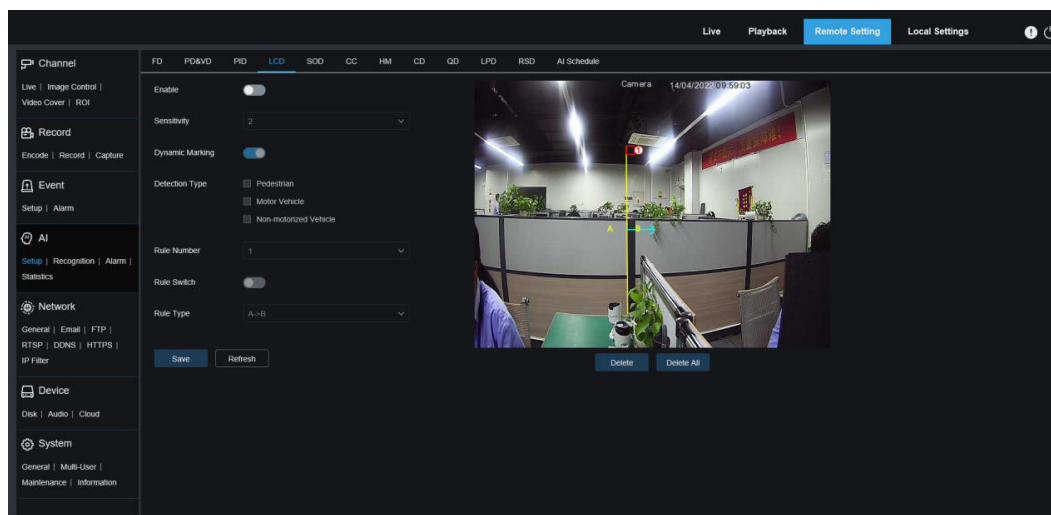 Live Playback Remote Setting Local Settings
Channel
Live | Image Control |
Video Cover | ROI
Record
Encode | Record | Capture
Event
Setup | Alarm
AI
Setup | Recognition | Alarm |
Statistics
Network
General | Email | FTP |
RTSP | DDNS | HTTPS |
IP Filter
Device
Disk | Audio | Cloud
System
General | Multi-User |
Maintenance | Information
FD PD&VD PID LCD SOD CC HM CD QD LPD RSD AI Schedule
Enable
Sensitivity 2
Dynamic Marking
Detection Type Pedestrian
Motor Vehicle
Non-motorized Vehicle
Rule Number 1
Rule Switch
Rule Type A->B
Save Refresh
Camera 14/04/2022 09:59:03
1
A B
Delete Delete All